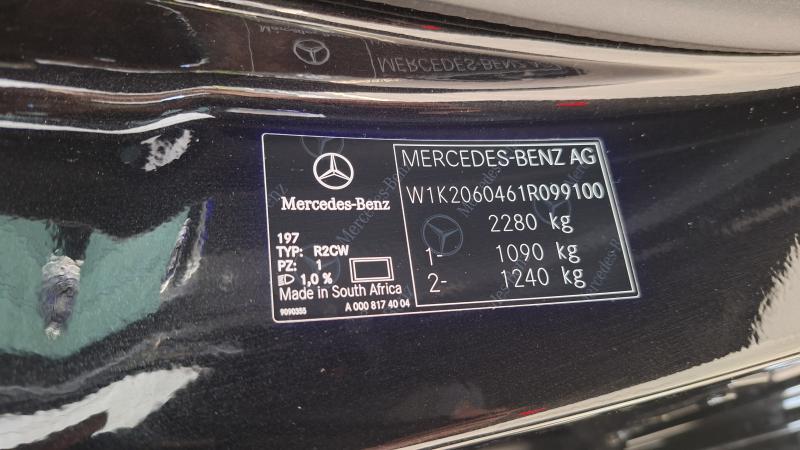 Mercedes-Benz
197
TYP: R2CW
PZ: 1
1,0 %
Made in South Africa
9090355
A 000 817 40 04
MERCEDES-BENZ AG
W1K2060461R099100
2280 kg
1- 1090 kg
2- 1240 kg